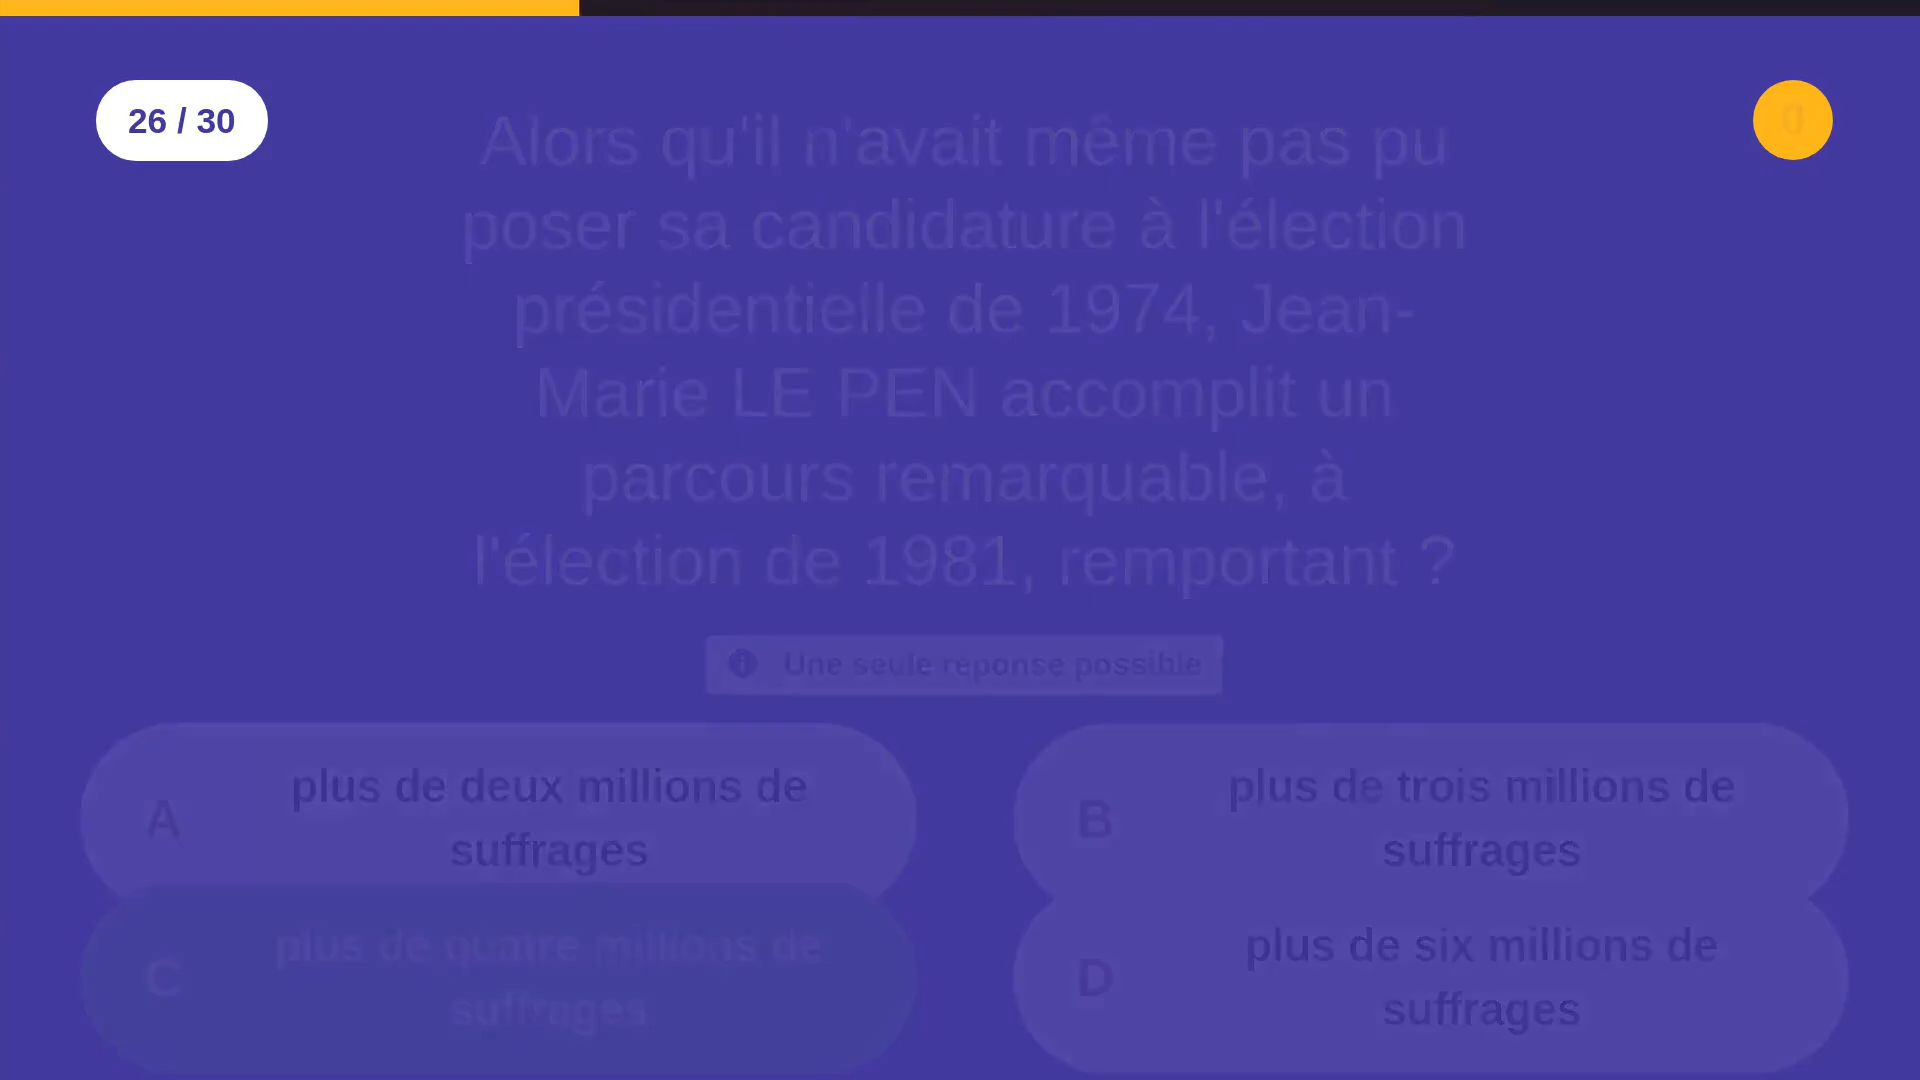 26 / 30
0
Alors qu'il n'avait même pas pu
poser sa candidature à l'élection
présidentielle de 1974, Jean-
Marie LE PEN accomplit un
parcours remarquable, à
l'élection de 1981, remportant ?
Une seule réponse possible
A
plus de deux millions de
suffrages
B
plus de trois millions de
suffrages
C
plus de quatre millions de
suffrages
D
plus de six millions de
suffrages